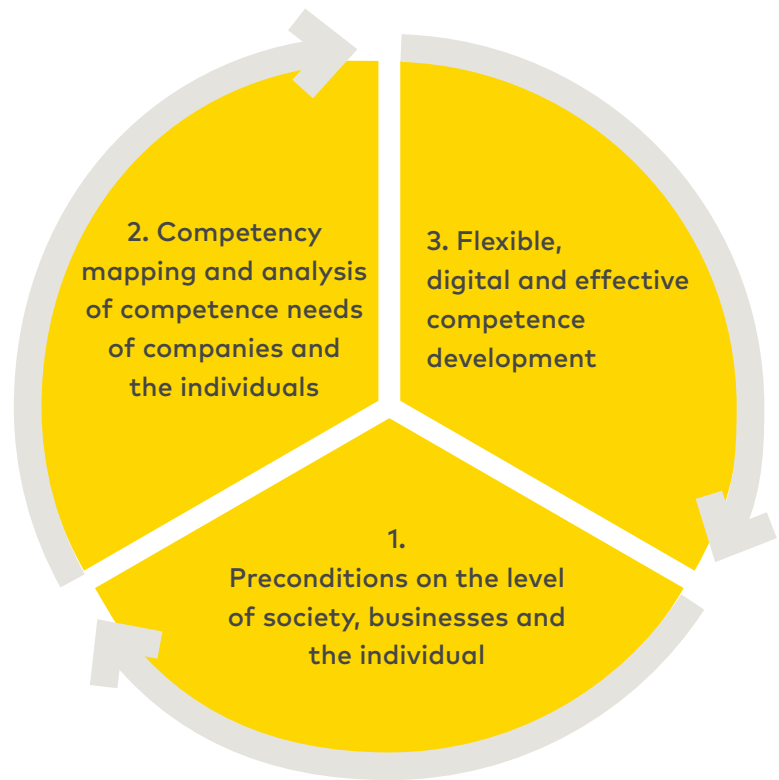 2. Competency
mapping and analysis
of competence needs
of companies and
the individuals
3. Flexible,
digital and effective
competence
development
1.
Preconditions on the level
of society, businesses and
the individual